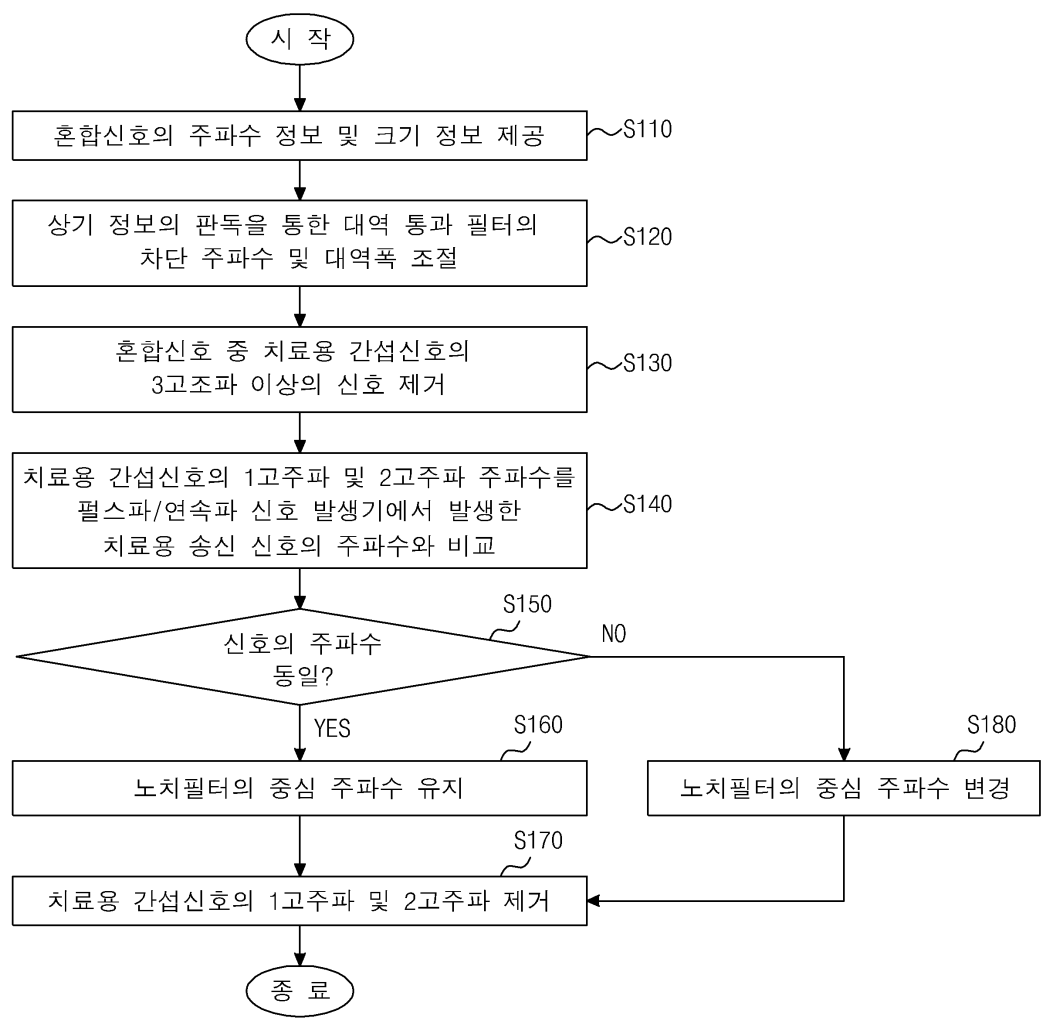 시 작
혼합신호의 주파수 정보 및 크기 정보 제공
S110
상기 정보의 판독을 통한 대역 통과 필터의
차단 주파수 및 대역폭 조절
S120
혼합신호 중 치료용 간섭신호의
3고조파 이상의 신호 제거
S130
치료용 간섭신호의 1고주파 및 2고주파 주파수를
펄스파/연속파 신호 발생기에서 발생한
치료용 송신 신호의 주파수와 비교
S140
S150
신호의 주파수
동일?
NO
YES
S160
노치필터의 중심 주파수 유지
S180
노치필터의 중심 주파수 변경
S170
치료용 간섭신호의 1고주파 및 2고주파 제거
종 료